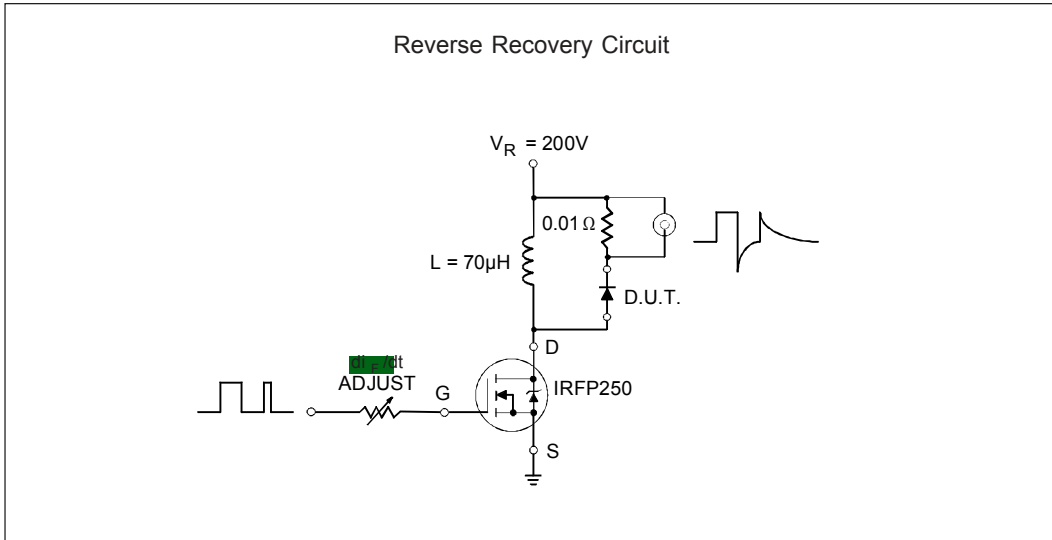 Reverse Recovery Circuit
V_R = 200V
0.01 Ω
L = 70µH
D.U.T.
di_F/dt
ADJUST
G
D
IRFP250
S